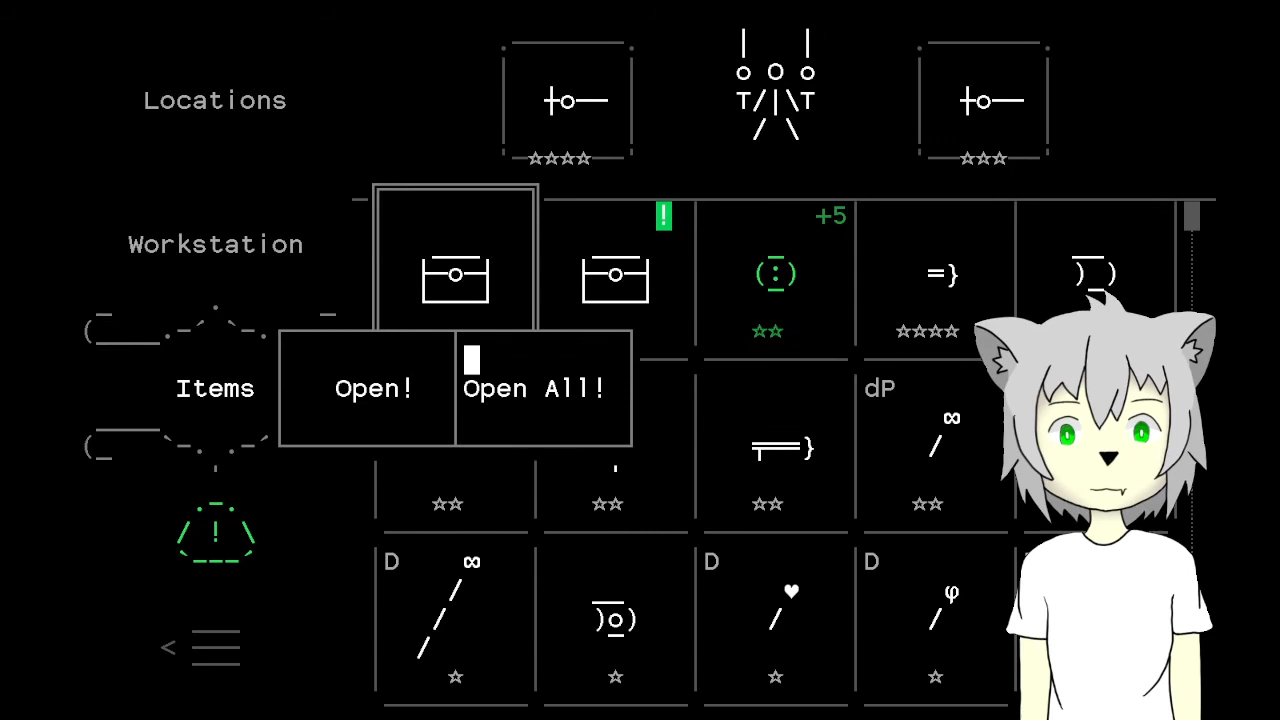 Locations
☆☆☆☆
☆☆☆
Workstation
!
+5
☆☆
☆☆☆☆
Items
Open!
Open All!
dP
∞
☆☆
☆☆
☆☆
☆☆
!
D
∞
D
♥
D
φ
☆
☆
☆
☆
<